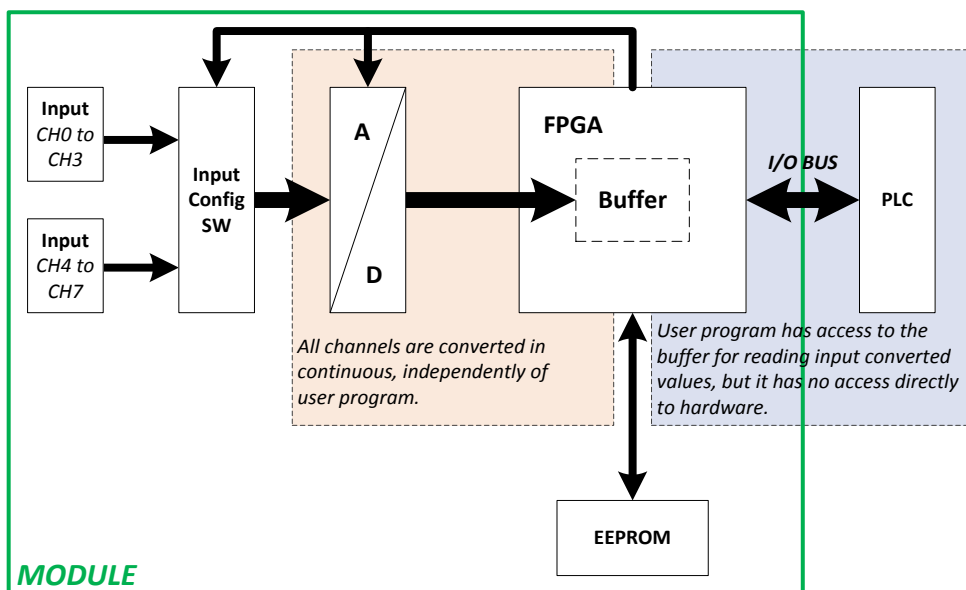 Input
CH0 to
CH3
Input
CH4 to
CH7
Input
Config
SW
A
D
FPGA
Buffer
I/O BUS
PLC
All channels are converted in
continuous, independently of
user program.
User program has access to the
buffer for reading input converted
values, but it has no access directly
to hardware.
EEPROM
MODULE